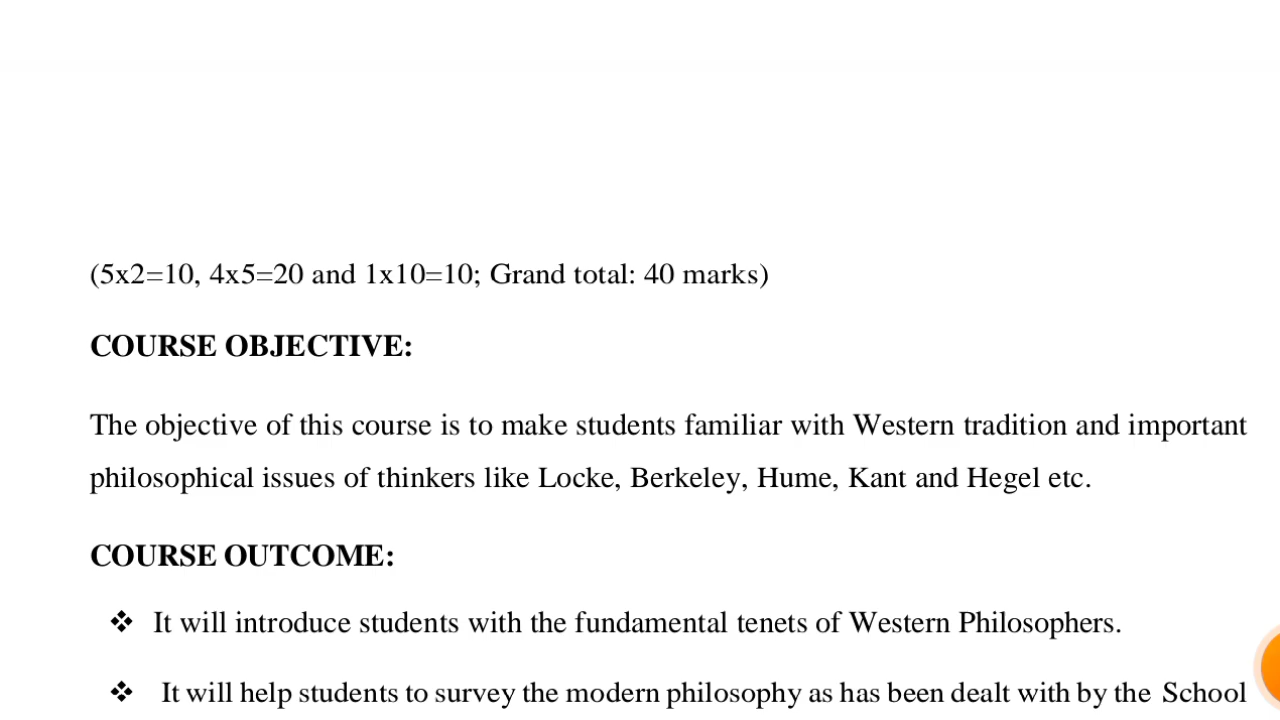 (5x2=10, 4x5=20 and 1x10=10; Grand total: 40 marks)
COURSE OBJECTIVE:
The objective of this course is to make students familiar with Western tradition and important
philosophical issues of thinkers like Locke, Berkeley, Hume, Kant and Hegel etc.
COURSE OUTCOME:
❖ It will introduce students with the fundamental tenets of Western Philosophers.
❖ It will help students to survey the modern philosophy as has been dealt with by the School